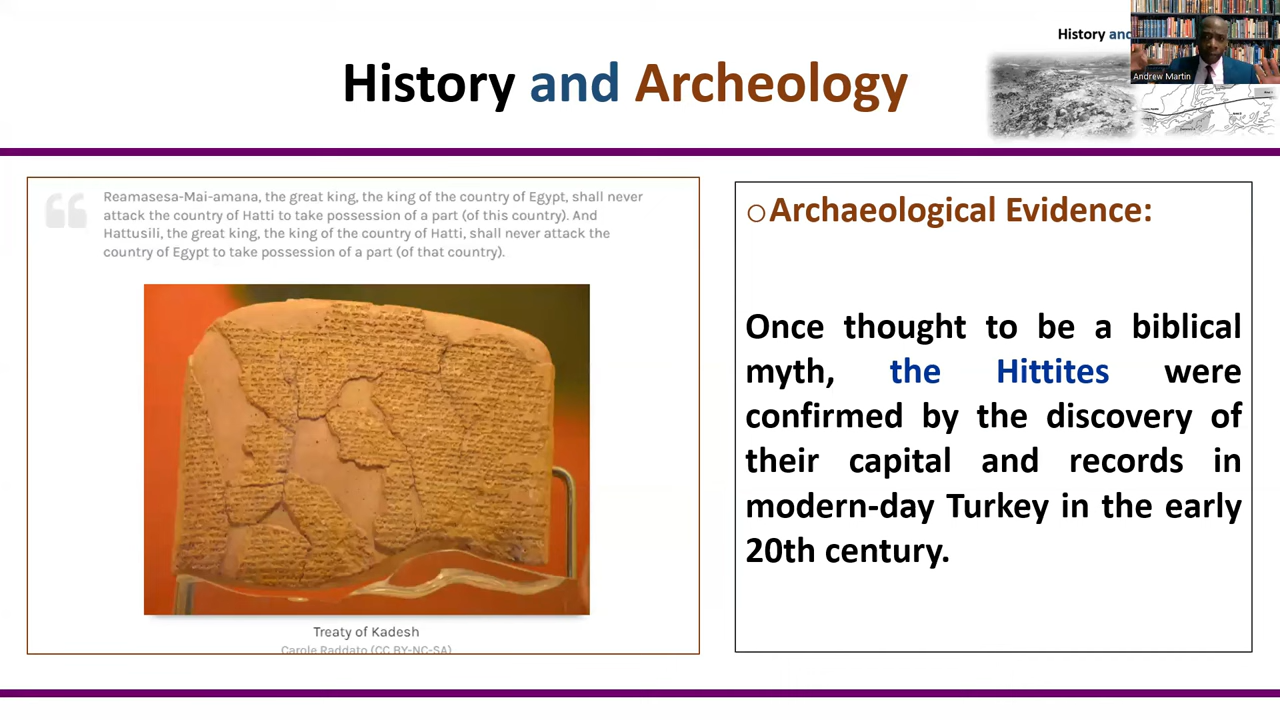 History and Archeology
History and
Andrew Martin
Reamasesa-Mai-amana, the great king, the king of the country of Egypt, shall never
attack the country of Hatti to take possession of a part (of this country). And
Hattusili, the great king, the king of the country of Hatti, shall never attack the
country of Egypt to take possession of a part (of that country).
Treaty of Kadesh
Carole Raddato (CC BY-NC-SA)
Archaeological Evidence:
Once thought to be a biblical
myth, the Hittites were
confirmed by the discovery of
their capital and records in
modern-day Turkey in the early
20th century.